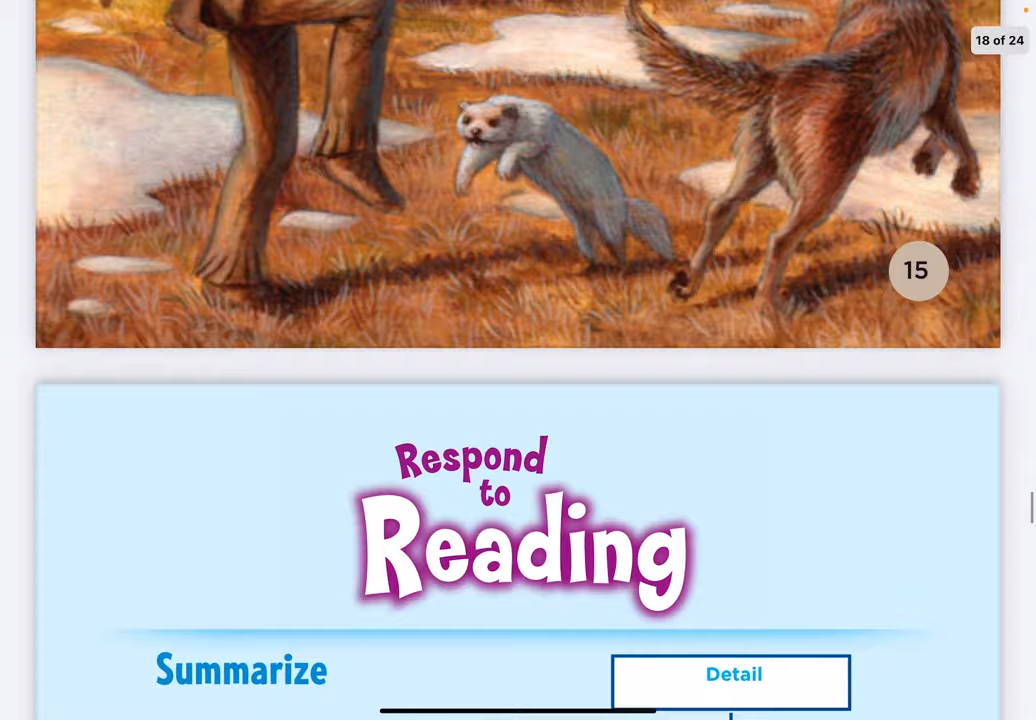 18 of 24
15
Respond
to
Reading
Summarize
Detail